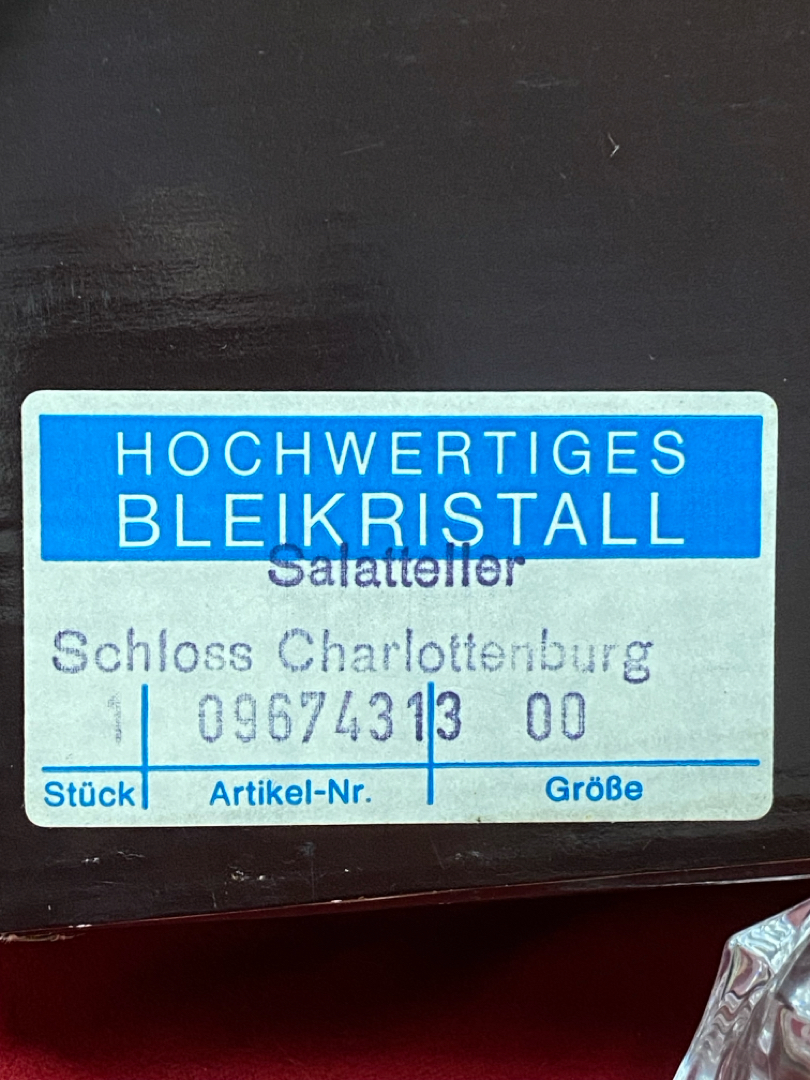 HOCHWERTIGES
BLEIKRISTALL
Salatteller
Schloss Charlottenburg
1 09674313 00
Stück Artikel-Nr. Größe